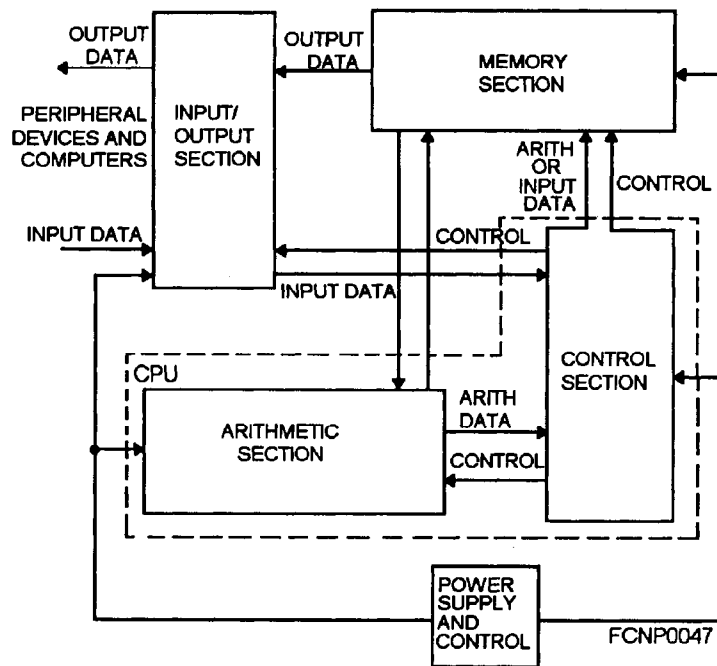 OUTPUT
DATA
PERIPHERAL
DEVICES AND
COMPUTERS
INPUT DATA
INPUT/
OUTPUT
SECTION
OUTPUT
DATA
MEMORY
SECTION
ARITH
OR
INPUT
DATA
CONTROL
CONTROL
INPUT DATA
CPU
ARITHMETIC
SECTION
ARITH
DATA
CONTROL
CONTROL
SECTION
POWER
SUPPLY
AND
CONTROL
FCNP0047